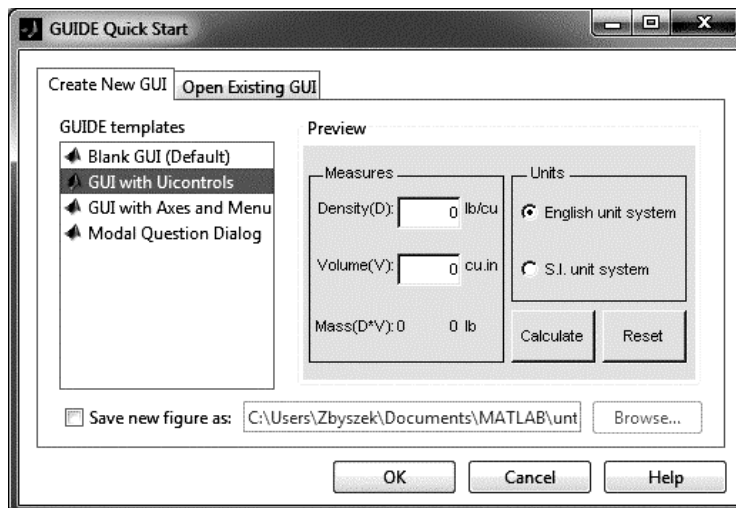 GUIDE Quick Start
Create New GUI
Open Existing GUI
GUIDE templates
Blank GUI (Default)
GUI with Uicontrols
GUI with Axes and Menu
Modal Question Dialog
Preview
Measures
Density(D): 0 lb/cu
Volume(V): 0 cu.in
Mass(D*V): 0 0 lb
Units
English unit system
S.I. unit system
Calculate
Reset
Save new figure as: C:\Users\Zbyszek\Documents\MATLAB\unt
Browse...
OK
Cancel
Help